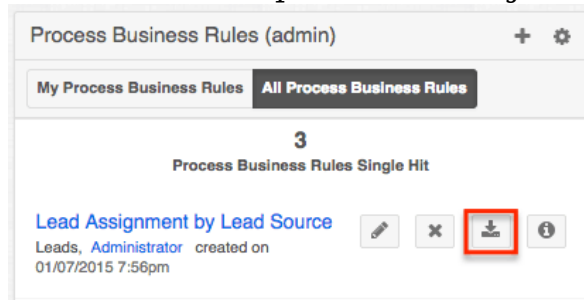 Process Business Rules (admin)
My Process Business Rules All Process Business Rules
3
Process Business Rules Single Hit
Lead Assignment by Lead Source
Leads, Administrator created on
01/07/2015 7:56pm